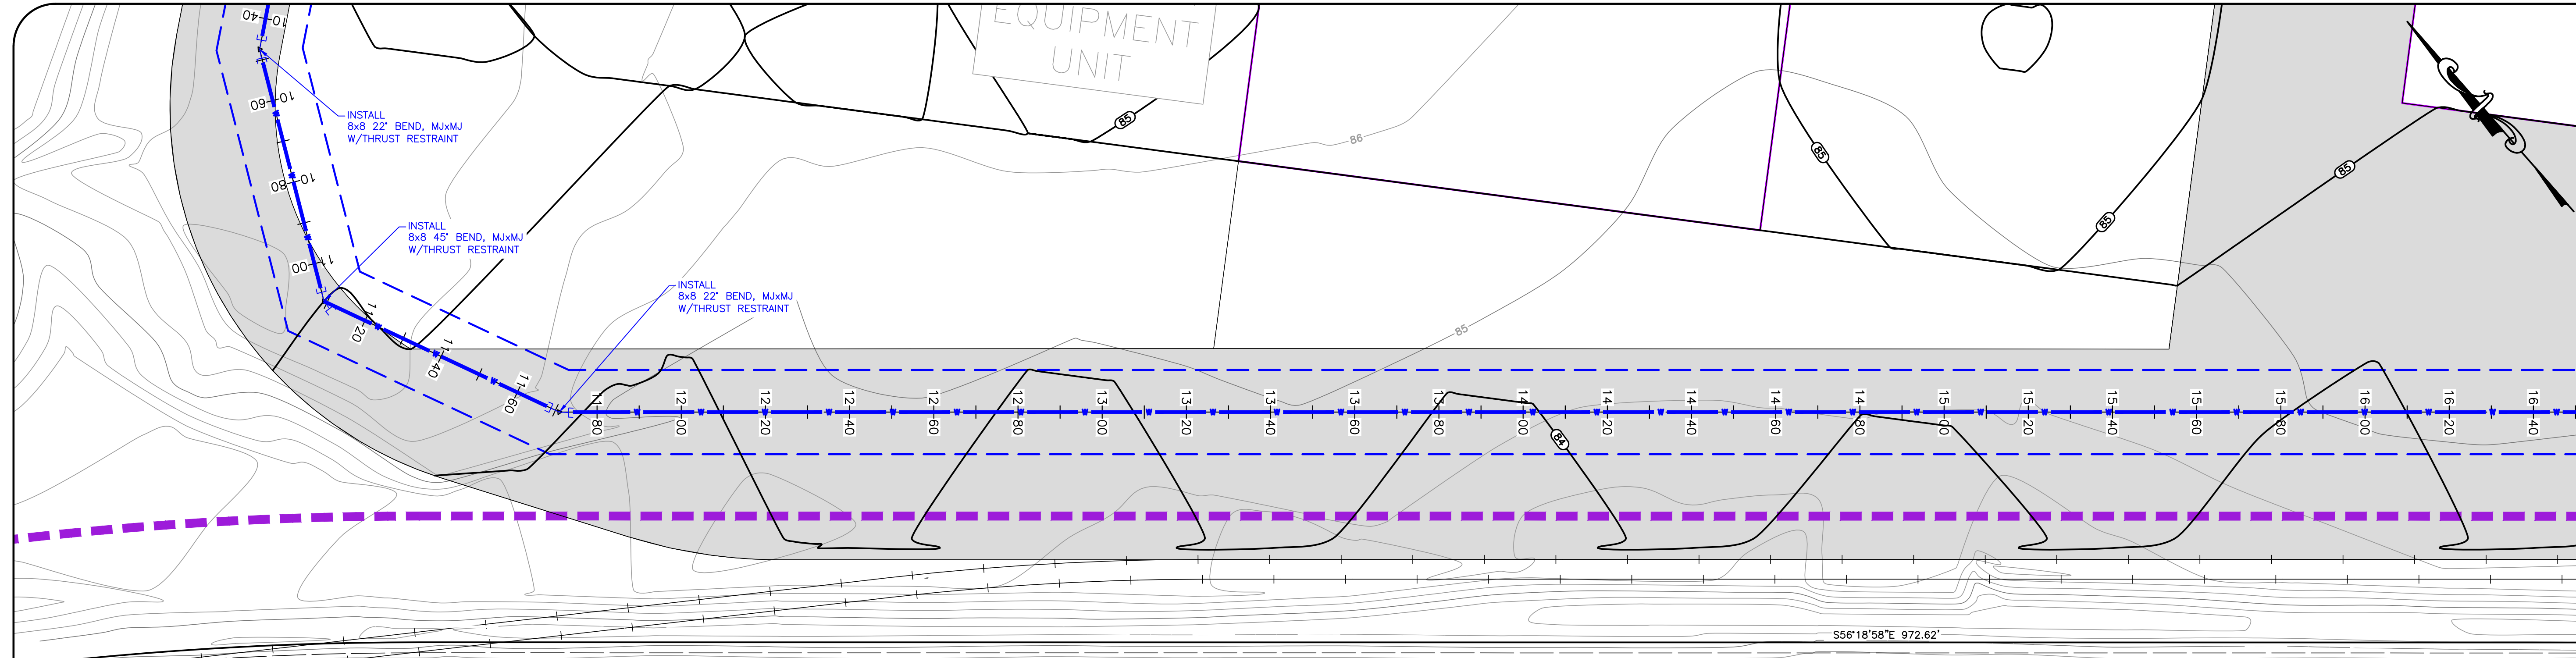 10+40
EQUIPMENT
UNIT
10+60
INSTALL
8x8 22° BEND, MJxMJ
W/THRUST RESTRAINT
85
86
85
10+80
85
85
INSTALL
8x8 45° BEND, MJxMJ
W/THRUST RESTRAINT
11+00
INSTALL
8x8 22° BEND, MJxMJ
W/THRUST RESTRAINT
11+20
85
11+40
11+60
11+80
12+00
12+20
12+40
12+60
12+80
13+00
13+20
13+40
13+60
13+80
14+00
14+20
14+40
14+60
14+80
15+00
15+20
15+40
15+60
15+80
16+00
16+20
16+40
W W W W W W W W W W W W W W W W W W W W W W W W W W W W W W W
84
S56°18'58"E 972.62'